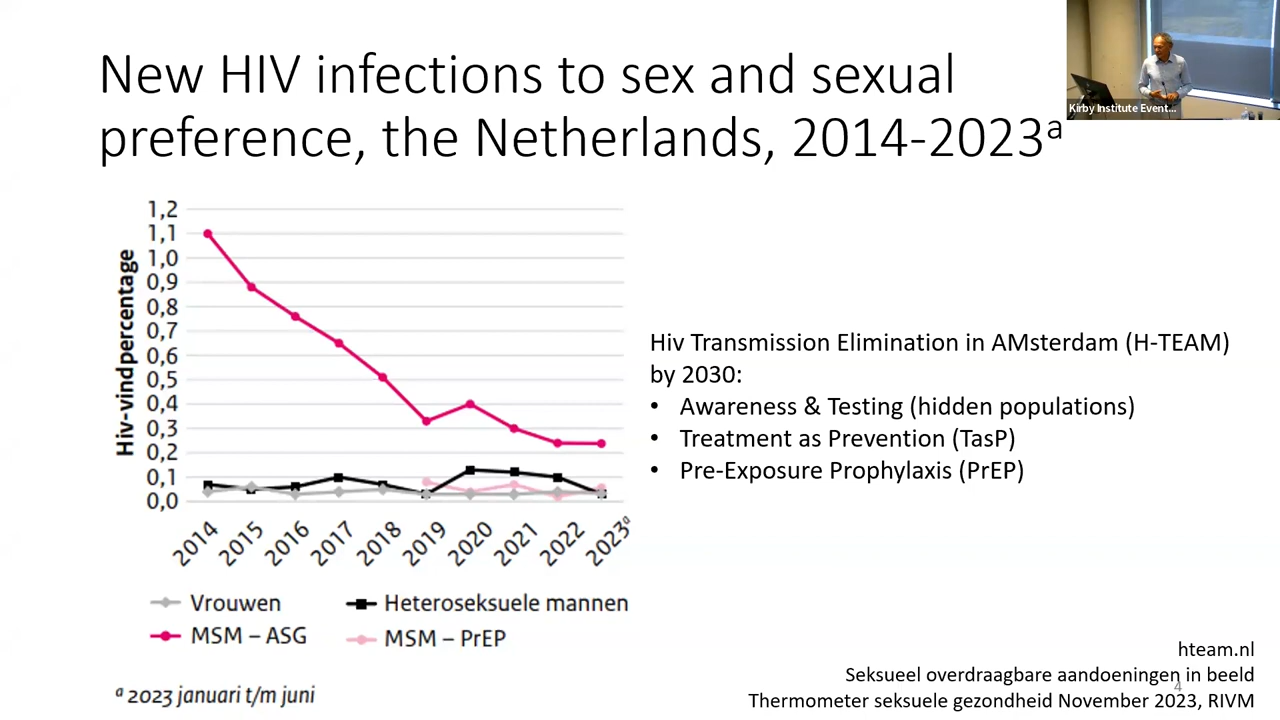 New HIV infections to sex and sexual
preference, the Netherlands, 2014-2023ª
Kirby Institute Event...
Hiv-vindpercentage
1,2
1,1
1,0
0,9
0,8
0,7
0,6
0,5
0,4
0,3
0,2
0,1
0,0
2014
2015
2016
2017
2018
2019
2020
2021
2022
2023ª
Vrouwen
Heteroseksuele mannen
MSM – ASG
MSM – PrEP
ª 2023 januari t/m juni
Hiv Transmission Elimination in AMsterdam (H-TEAM)
by 2030:
• Awareness & Testing (hidden populations)
• Treatment as Prevention (TasP)
• Pre-Exposure Prophylaxis (PrEP)
hteam.nl
Seksueel overdraagbare aandoeningen in beeld
4
Thermometer seksuele gezondheid November 2023, RIVM